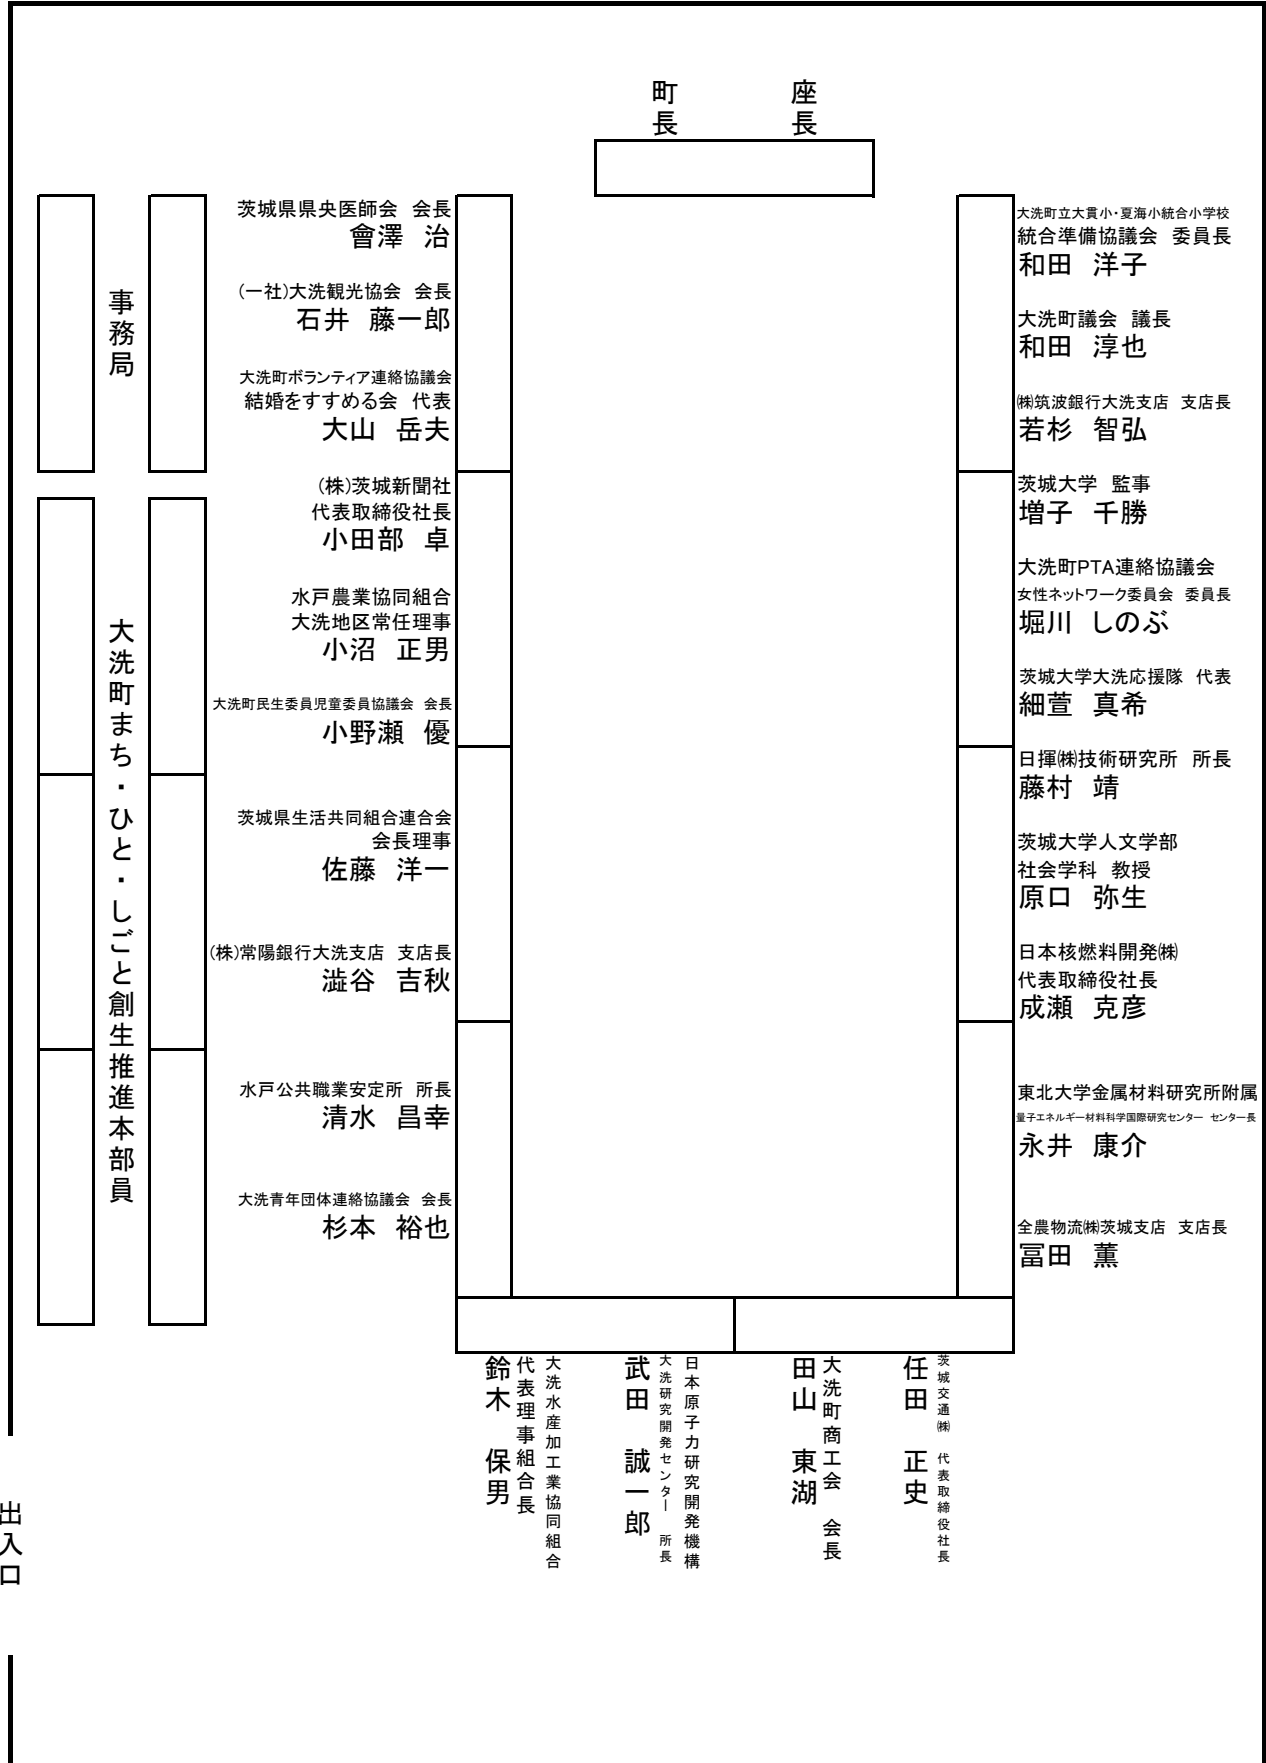 町長
座長
事務局
大洗町まち・ひと・しごと創生推進本部員
茨城県県央医師会 会長
會澤 治
(一社)大洗観光協会 会長
石井 藤一郎
大洗町ボランティア連絡協議会
結婚をすすめる会 代表
大山 岳夫
(株)茨城新聞社
代表取締役社長
小田部 卓
水戸農業協同組合
大洗地区常任理事
小沼 正男
大洗町民生委員児童委員協議会 会長
小野瀬 優
茨城県生活共同組合連合会
会長理事
佐藤 洋一
(株)常陽銀行大洗支店 支店長
澁谷 吉秋
水戸公共職業安定所 所長
清水 昌幸
大洗青年団体連絡協議会 会長
杉本 裕也
大洗町立大貫小・夏海小統合小学校
統合準備協議会 委員長
和田 洋子
大洗町議会 議長
和田 淳也
㈱筑波銀行大洗支店 支店長
若杉 智弘
茨城大学 監事
増子 千勝
大洗町PTA連絡協議会
女性ネットワーク委員会 委員長
堀川 しのぶ
茨城大学大洗応援隊 代表
細萱 真希
日揮㈱技術研究所 所長
藤村 靖
茨城大学人文学部
社会学科 教授
原口 弥生
日本核燃料開発㈱
代表取締役社長
成瀬 克彦
東北大学金属材料研究所附属
量子エネルギー材料科学国際研究センター センター長
永井 康介
全農物流㈱茨城支店 支店長
冨田 薫
大洗水産加工業協同組合
代表理事組合長
鈴木 保男
日本原子力研究開発機構
大洗研究開発センター 所長
武田 誠一郎
大洗町商工会 会長
田山 東湖
茨城交通㈱ 代表取締役社長
任田 正史
出入口